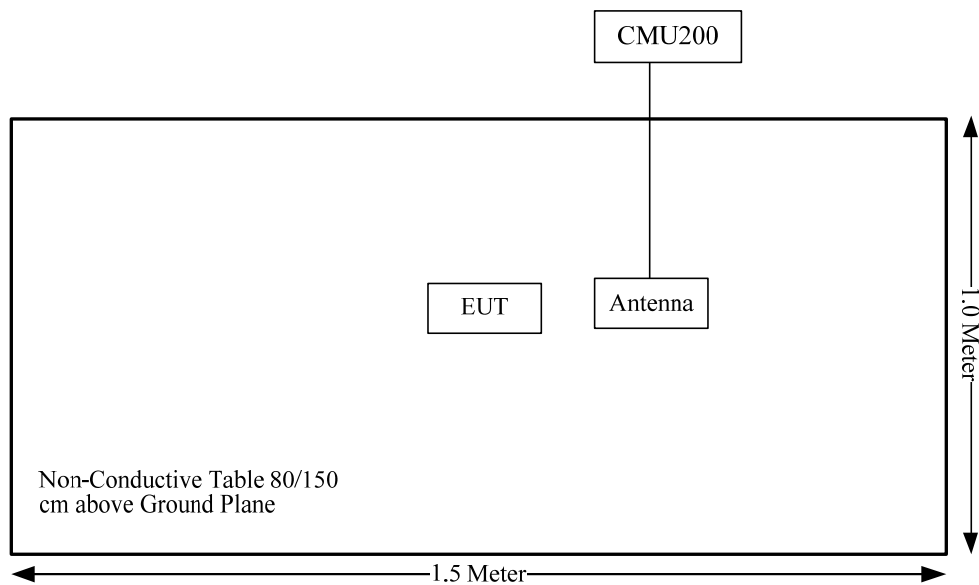 CMU200
EUT
Antenna
1.0 Meter
Non-Conductive Table 80/150
cm above Ground Plane
1.5 Meter